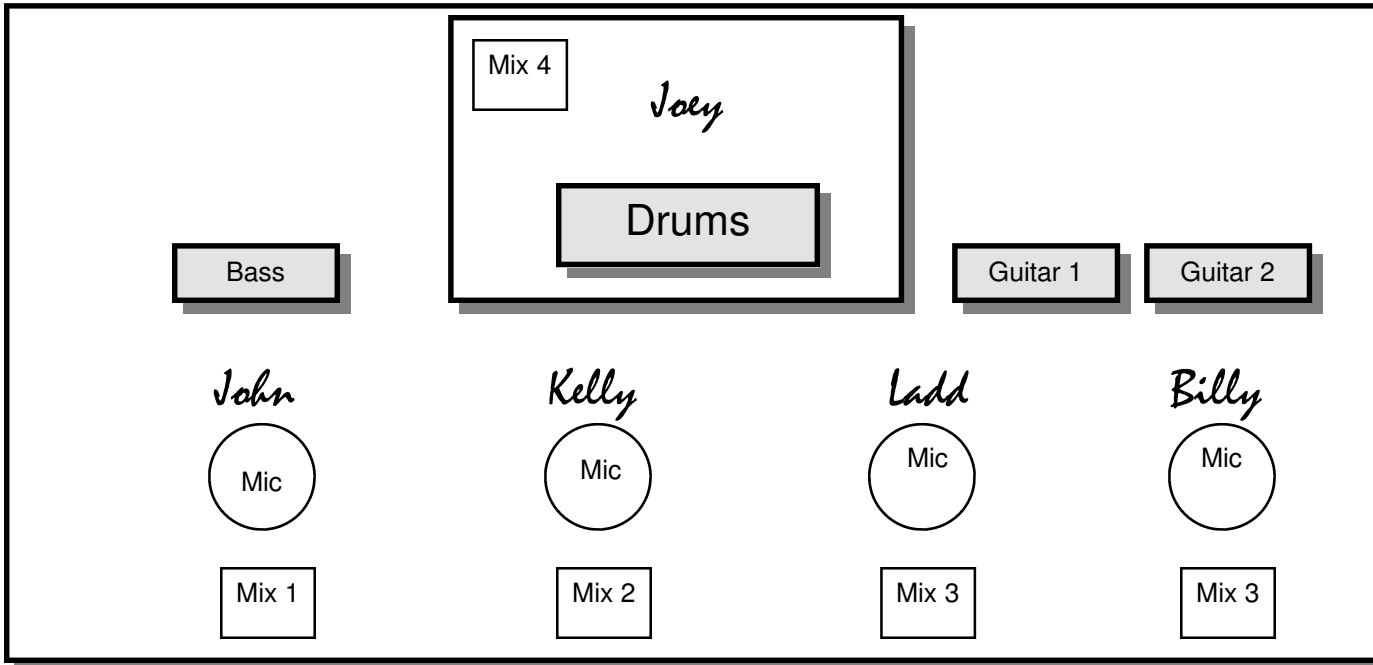 Mix 4
Joey
Drums
Bass
Guitar 1
Guitar 2
John
Kelly
Ladd
Billy
Mic
Mic
Mic
Mic
Mix 1
Mix 2
Mix 3
Mix 3